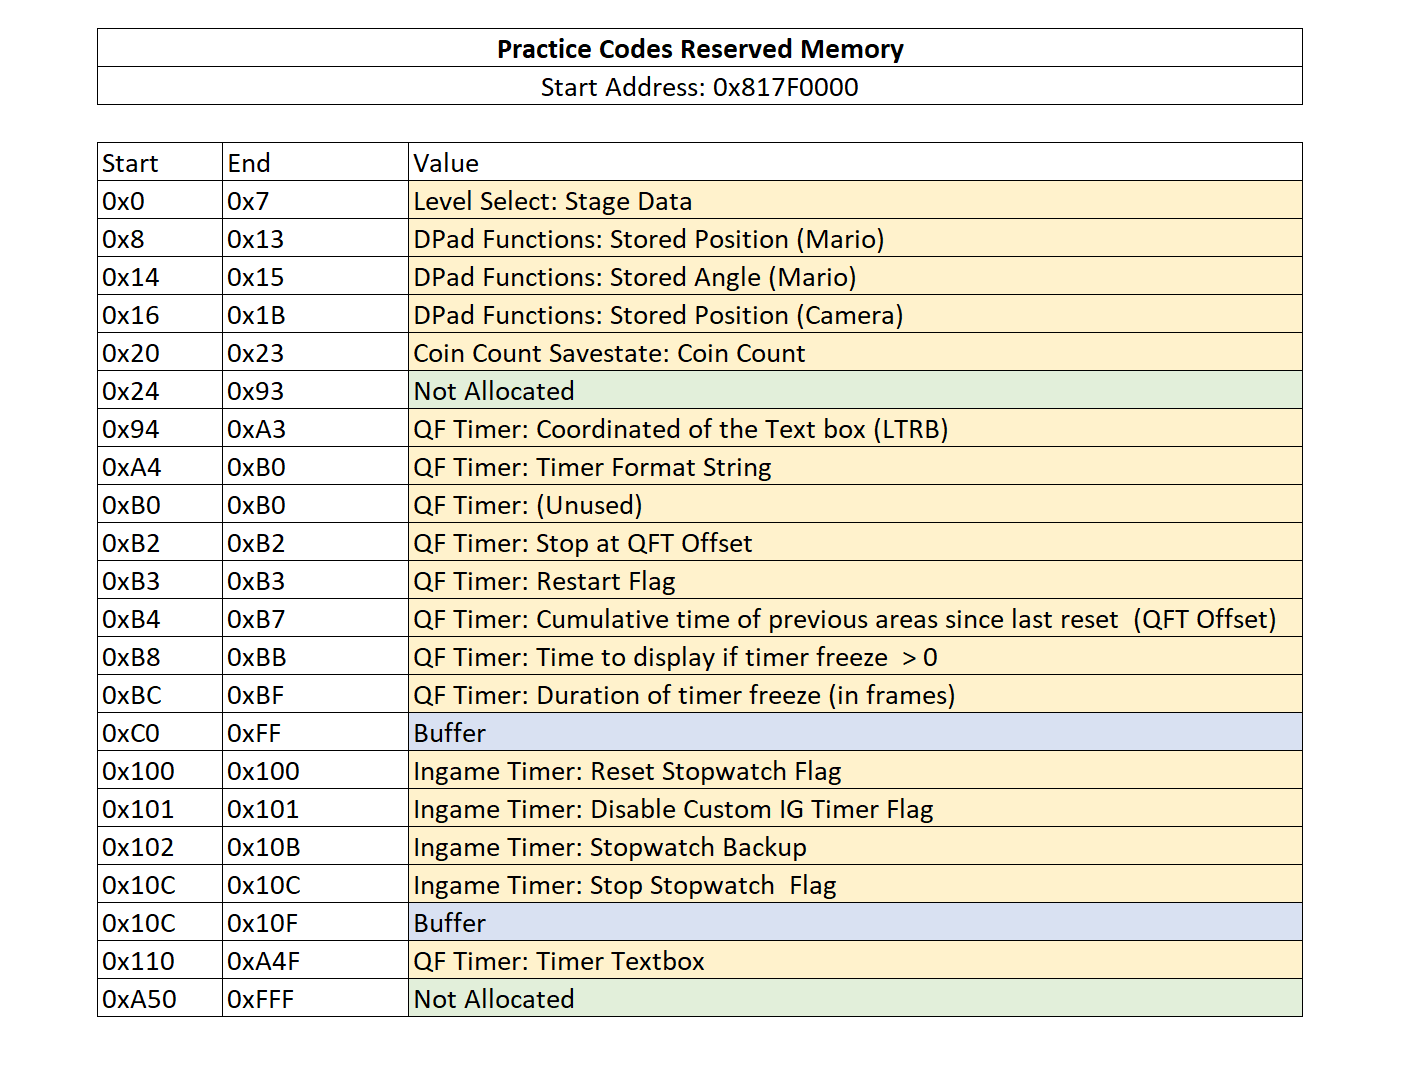 Practice Codes Reserved Memory
Start Address: 0x817F0000
Start End Value
0x0 0x7 Level Select: Stage Data
0x8 0x13 DPad Functions: Stored Position (Mario)
0x14 0x15 DPad Functions: Stored Angle (Mario)
0x16 0x1B DPad Functions: Stored Position (Camera)
0x20 0x23 Coin Count Savestate: Coin Count
0x24 0x93 Not Allocated
0x94 0xA3 QF Timer: Coordinated of the Text box (LTRB)
0xA4 0xB0 QF Timer: Timer Format String
0xB0 0xB0 QF Timer: (Unused)
0xB2 0xB2 QF Timer: Stop at QFT Offset
0xB3 0xB3 QF Timer: Restart Flag
0xB4 0xB7 QF Timer: Cumulative time of previous areas since last reset  (QFT Offset)
0xB8 0xBB QF Timer: Time to display if timer freeze  > 0
0xBC 0xBF QF Timer: Duration of timer freeze (in frames)
0xC0 0xFF Buffer
0x100 0x100 Ingame Timer: Reset Stopwatch Flag
0x101 0x101 Ingame Timer: Disable Custom IG Timer Flag
0x102 0x10B Ingame Timer: Stopwatch Backup
0x10C 0x10C Ingame Timer: Stop Stopwatch  Flag
0x10C 0x10F Buffer
0x110 0xA4F QF Timer: Timer Textbox
0xA50 0xFFF Not Allocated